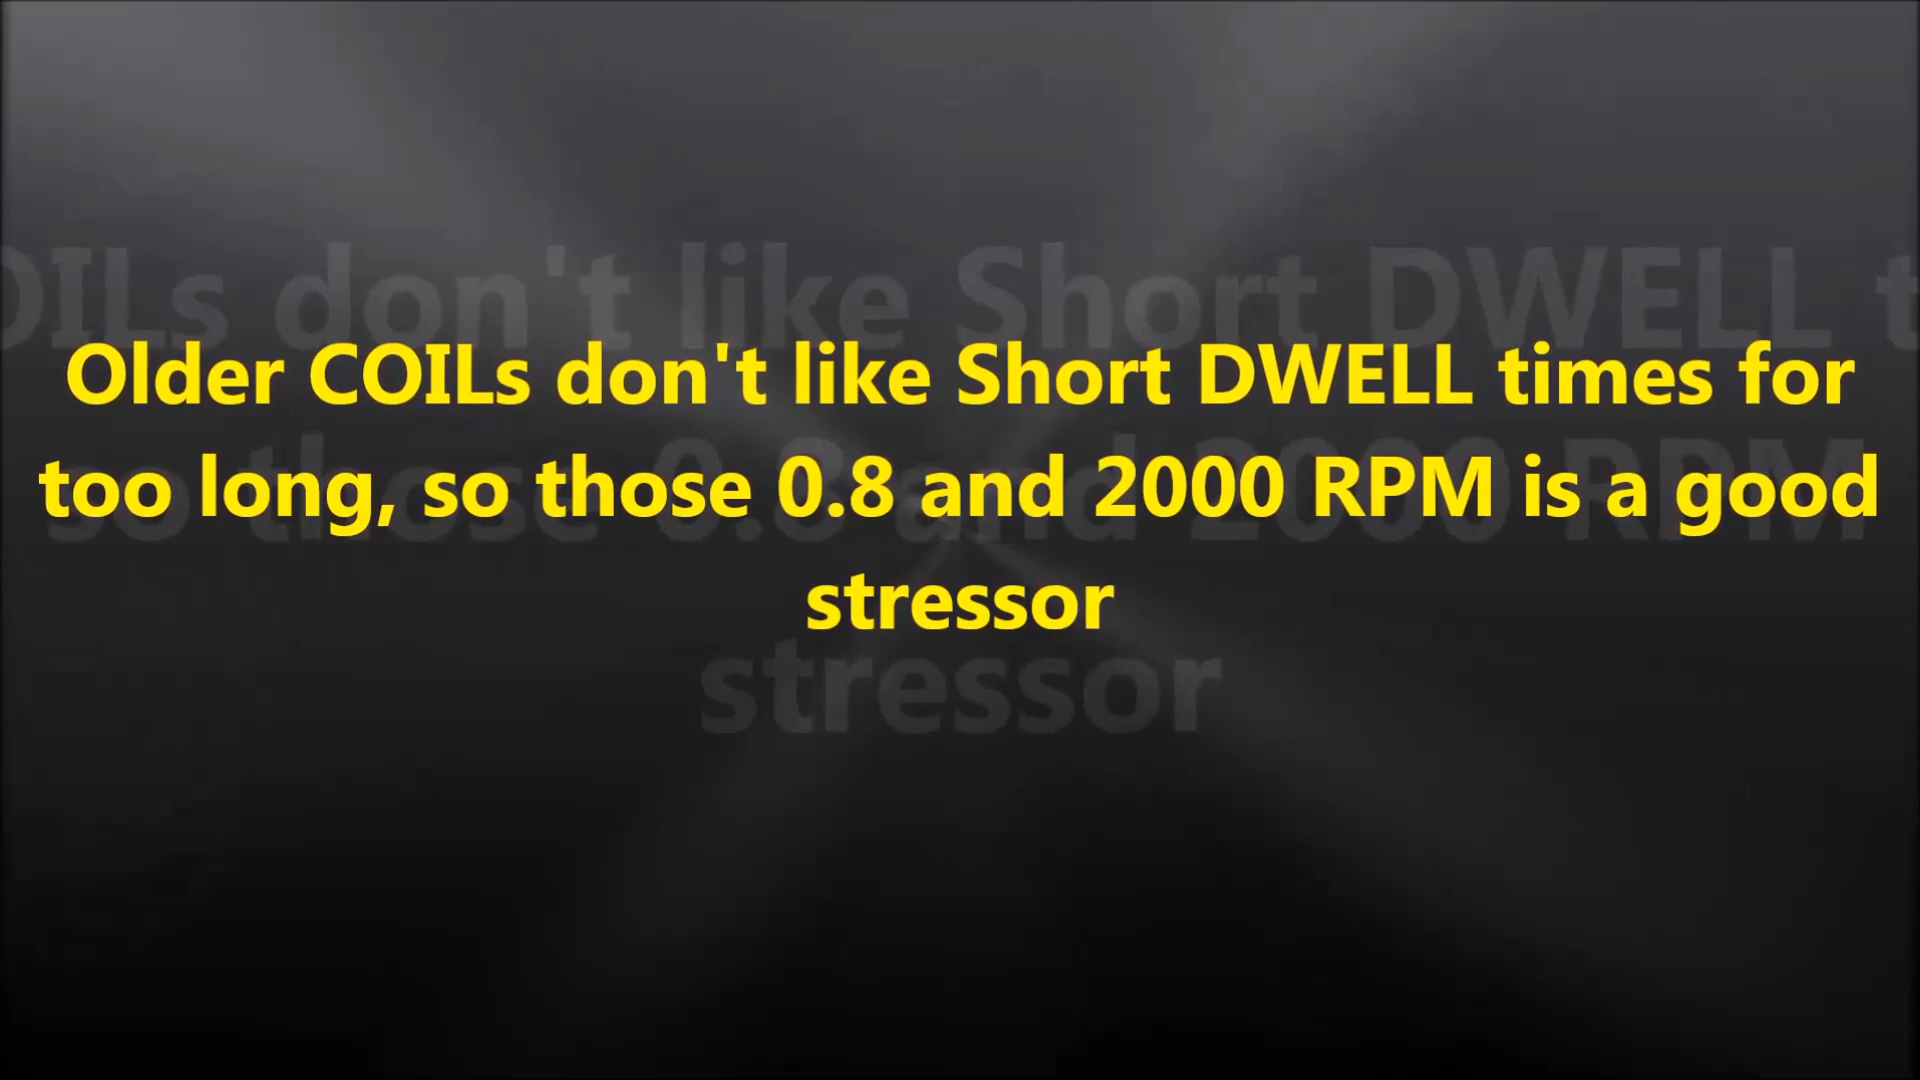 Older COILs don't like Short DWELL times for
too long, so those 0.8 and 2000 RPM is a good
stressor